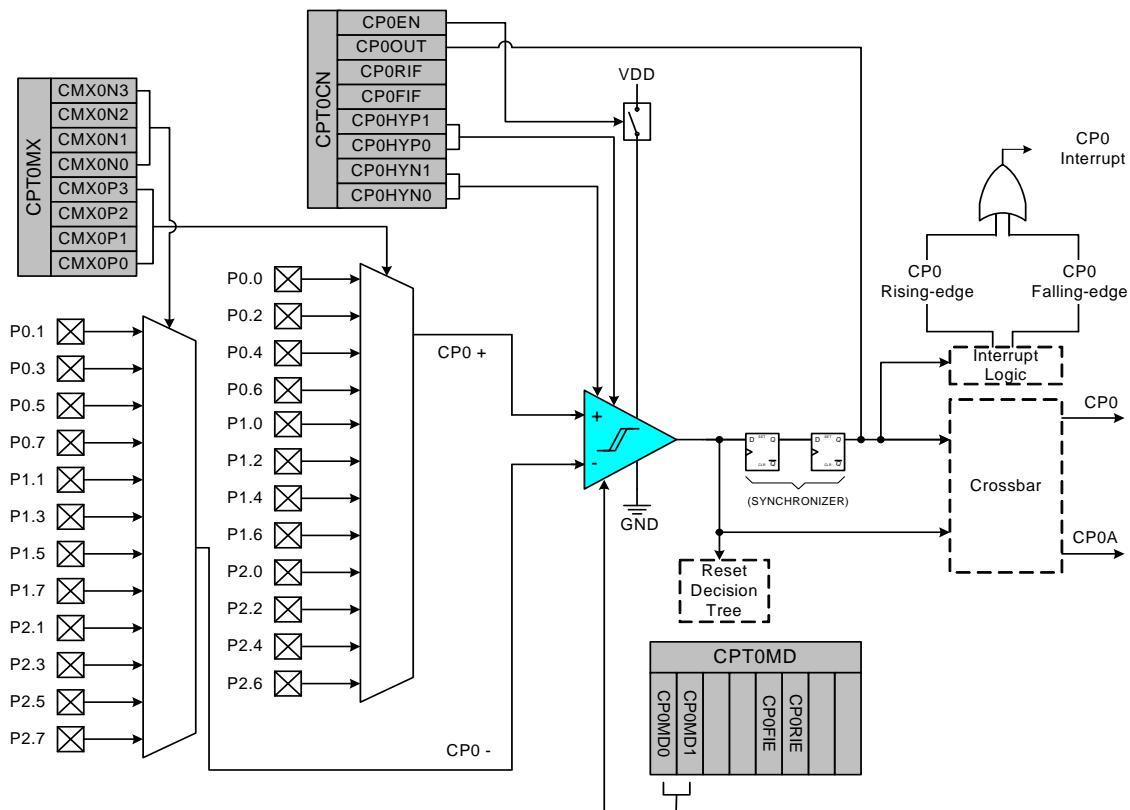 CPT0CN
CP0EN
CP0OUT
CP0RIF
CP0FIF
CP0HYP1
CP0HYP0
CP0HYN1
CP0HYN0
CPT0MX
CMX0N3
CMX0N2
CMX0N1
CMX0N0
CMX0P3
CMX0P2
CMX0P1
CMX0P0
VDD
CP0
Interrupt
CP0
Rising-edge
CP0
Falling-edge
Interrupt
Logic
P0.1
P0.3
P0.5
P0.7
P1.1
P1.3
P1.5
P1.7
P2.1
P2.3
P2.5
P2.7
P0.0
P0.2
P0.4
P0.6
P1.0
P1.2
P1.4
P1.6
P2.0
P2.2
P2.4
P2.6
CP0 +
CP0 -
+
-
GND
D SET Q
CLR Q
D SET Q
CLR Q
(SYNCHRONIZER)
Reset
Decision
Tree
Crossbar
CP0
CP0A
CPT0MD
CP0MD0
CP0MD1
CP0FIE
CP0RIE